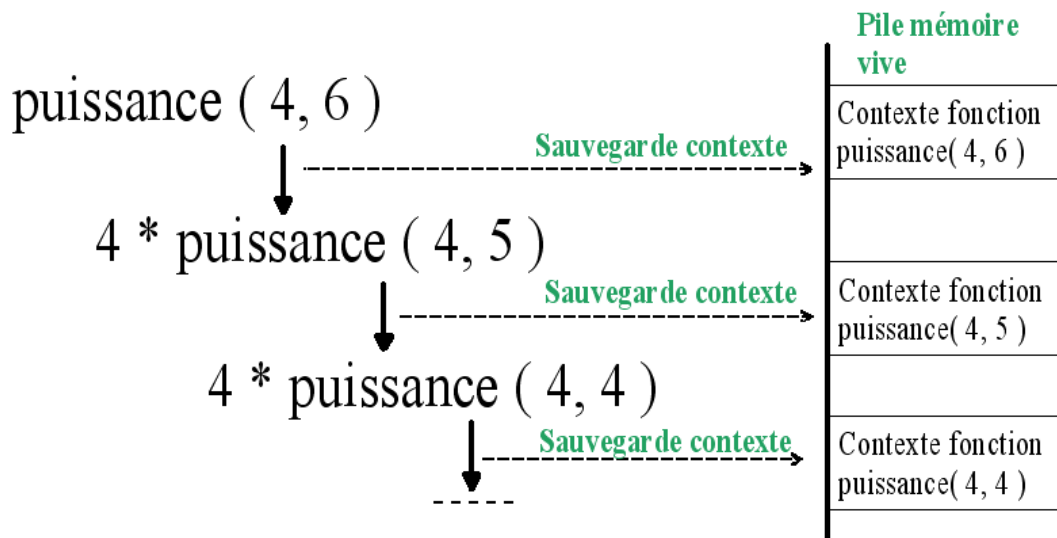 Pile mémoire
vive
puissance ( 4, 6 )
Contexte fonction
puissance( 4, 6 )
Sauvegarde contexte
4 * puissance ( 4, 5 )
Sauvegarde contexte
Contexte fonction
puissance( 4, 5 )
4 * puissance ( 4, 4 )
Sauvegarde contexte
Contexte fonction
puissance( 4, 4 )